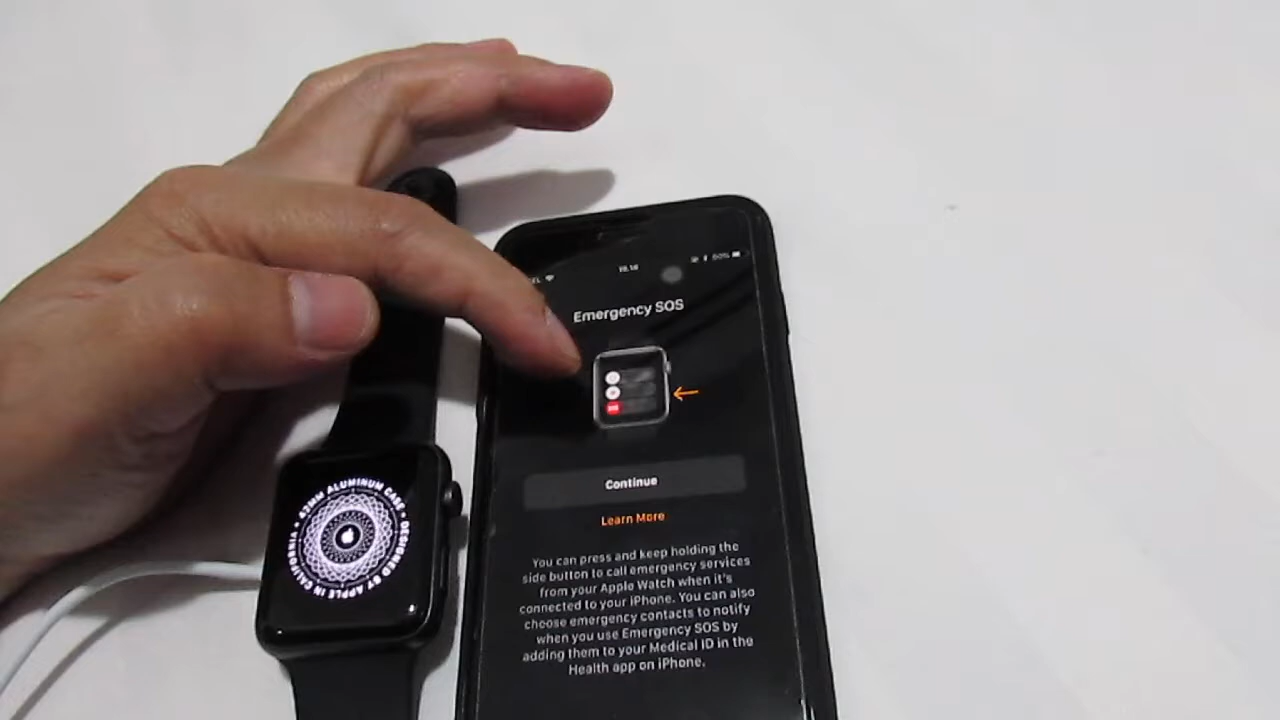 50%
Emergency SOS
Continue
Learn More
You can press and keep holding the
side button to call emergency services
from your Apple Watch when it's
connected to your iPhone. You can also
choose emergency contacts to notify
when you use Emergency SOS by
adding them to your Medical ID in the
Health app on iPhone.
42MM ALUMINUM CASE • DESIGNED BY APPLE IN CALIFORNIA •